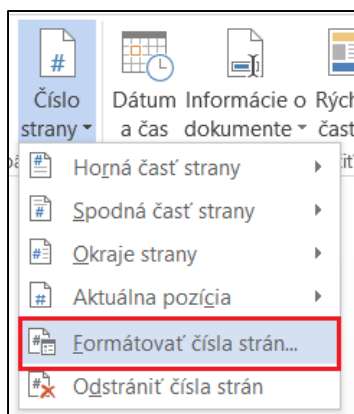 Číslo strany
Dátum a čas
Informácie o dokumente
Horná časť strany
Spodná časť strany
Okraje strany
Aktuálna pozícia
Formátovať čísla strán...
Odstrániť čísla strán